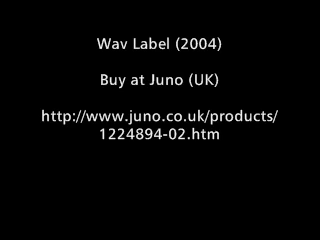 Wav Label (2004)
Buy at Juno (UK)
http://www.juno.co.uk/products/
1224894-02.htm